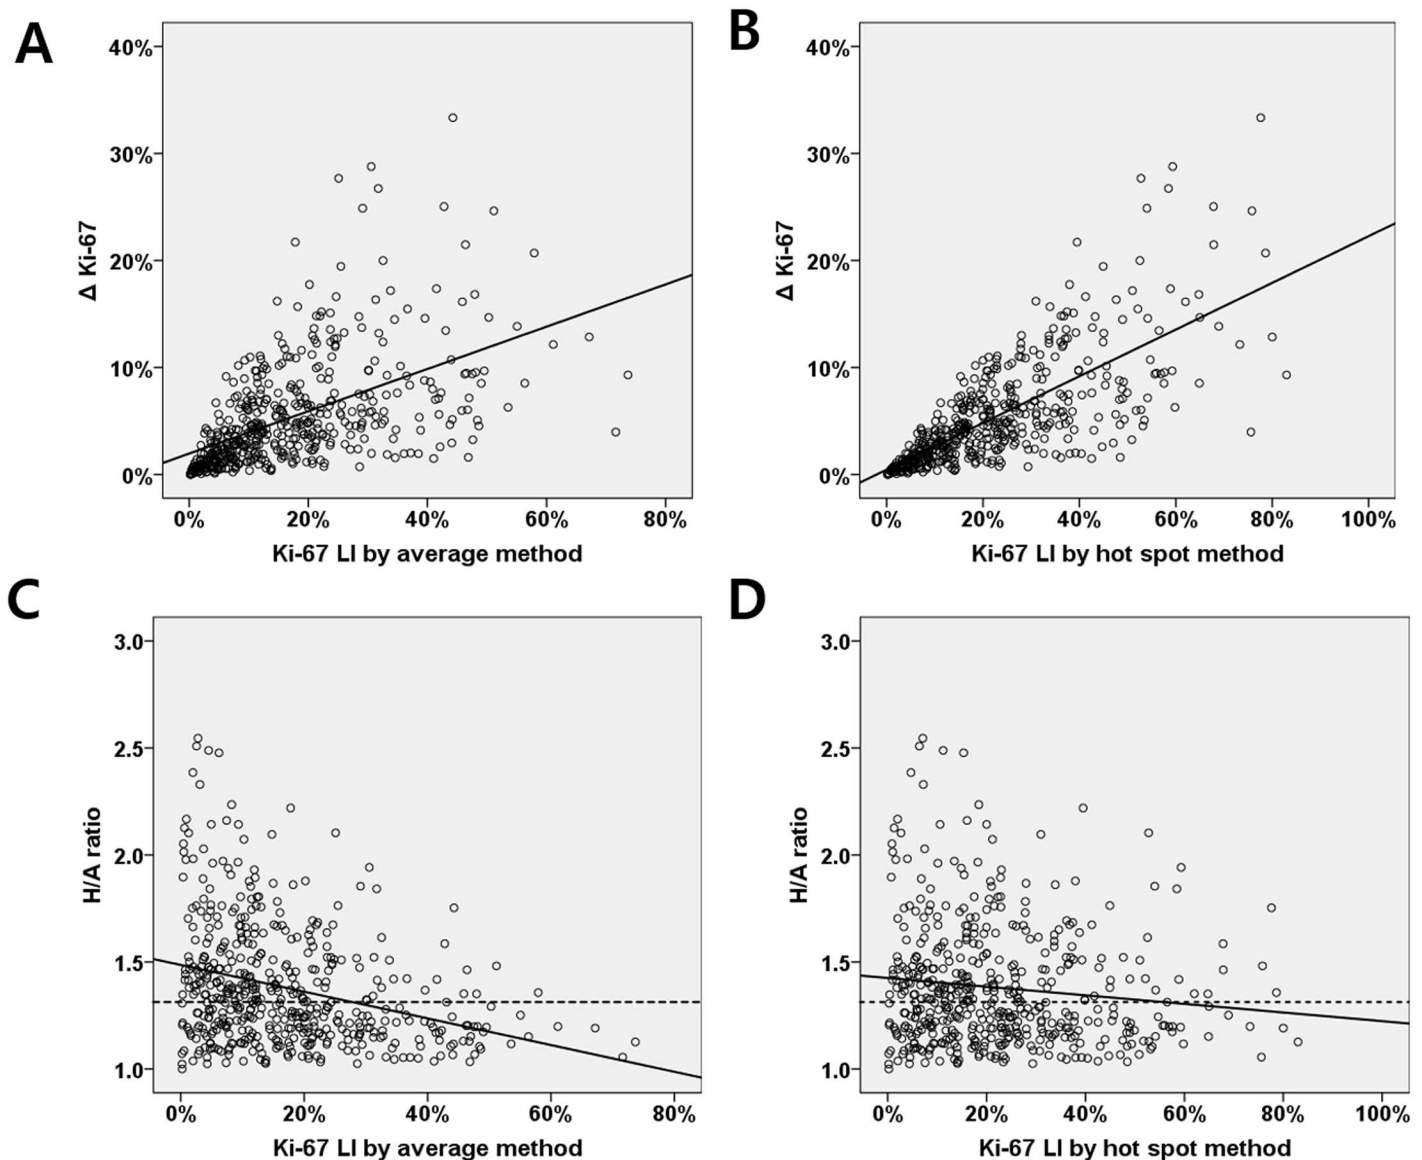 A
40%
30%
20%
10%
0%
Δ Ki-67
0% 20% 40% 60% 80%
Ki-67 LI by average method
B
40%
30%
20%
10%
0%
Δ Ki-67
0% 20% 40% 60% 80% 100%
Ki-67 LI by hot spot method
C
3.0
2.5
2.0
1.5
1.0
H/A ratio
0% 20% 40% 60% 80%
Ki-67 LI by average method
D
3.0
2.5
2.0
1.5
1.0
H/A ratio
0% 20% 40% 60% 80% 100%
Ki-67 LI by hot spot method